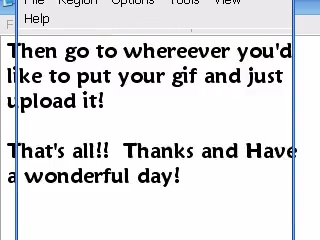 File Region Options Tools View
Help
Then go to whereever you'd
like to put your gif and just
upload it!
That's all!! Thanks and Have
a wonderful day!